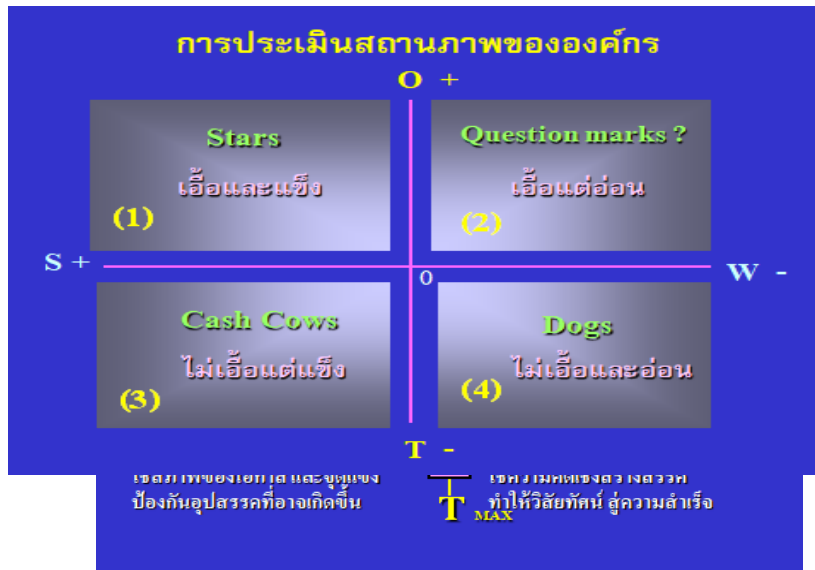 การประเมินสถานภาพขององค์กร
O +
Stars
เอื้อและแข็ง
(1)
Question marks ?
เอื้อแต่อ่อน
(2)
S +
0
W -
Cash Cows
ไม่เอื้อแต่แข็ง
(3)
Dogs
ไม่เอื้อและอ่อน
(4)
T -
ป้องกันอุปสรรคที่อาจเกิดขึ้น
T MAX
ทำให้วิสัยทัศน์ สู่ความสำเร็จ